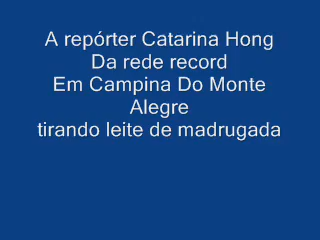 A repórter Catarina Hong
Da rede record
Em Campina Do Monte
Alegre
tirando leite de madrugada